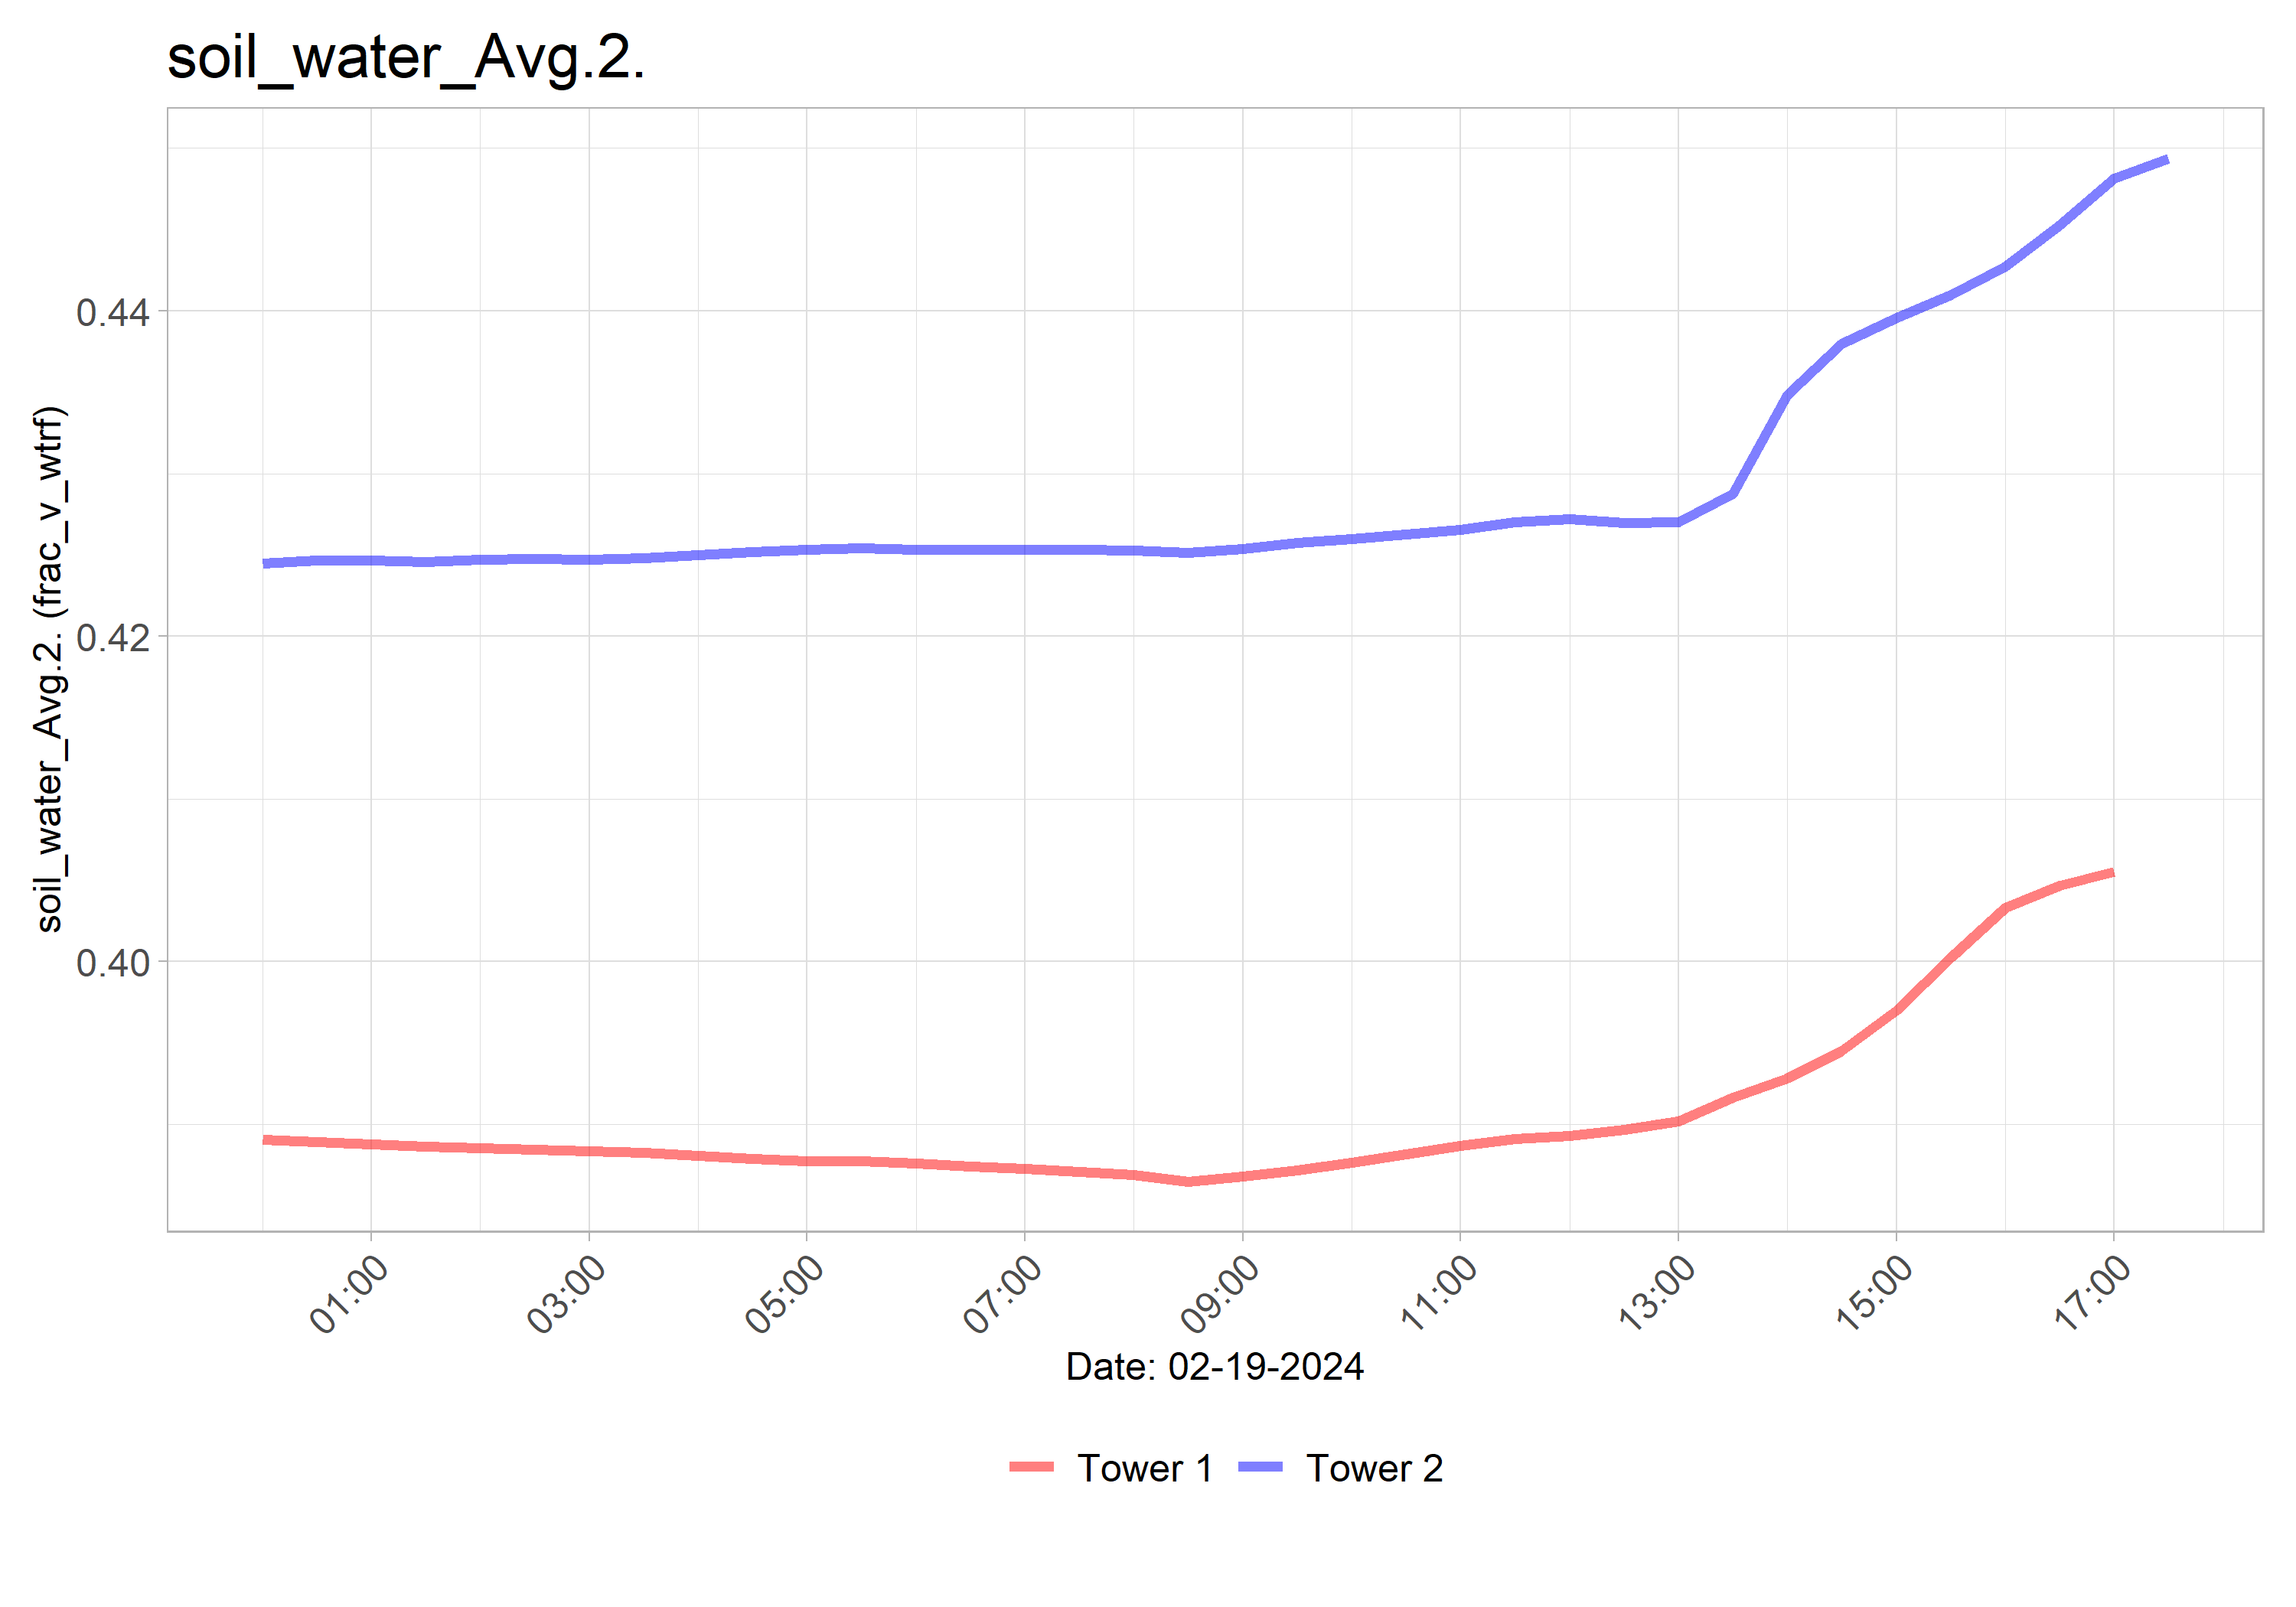 soil_water_Avg.2.
soil_water_Avg.2. (frac_v_wtrf)
0.44
0.42
0.40
01:00
03:00
05:00
07:00
09:00
11:00
13:00
15:00
17:00
Date: 02-19-2024
Tower 1
Tower 2